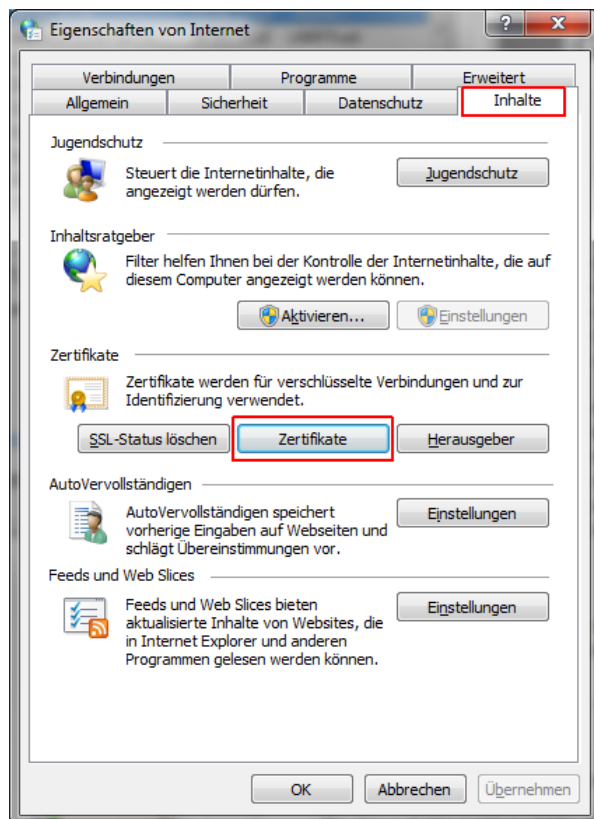 Eigenschaften von Internet
Verbindungen Programme Erweitert
Allgemein Sicherheit Datenschutz Inhalte
Jugendschutz
Steuert die Internetinhalte, die
angezeigt werden dürfen.
Jugendschutz
Inhaltsratgeber
Filter helfen Ihnen bei der Kontrolle der Internetinhalte, die auf
diesem Computer angezeigt werden können.
Aktivieren... Einstellungen
Zertifikate
Zertifikate werden für verschlüsselte Verbindungen und zur
Identifizierung verwendet.
SSL-Status löschen Zertifikate Herausgeber
AutoVervollständigen
AutoVervollständigen speichert
vorherige Eingaben auf Webseiten und
schlägt Übereinstimmungen vor.
Einstellungen
Feeds und Web Slices
Feeds und Web Slices bieten
aktualisierte Inhalte von Websites, die
in Internet Explorer und anderen
Programmen gelesen werden können.
Einstellungen
OK Abbrechen Übernehmen